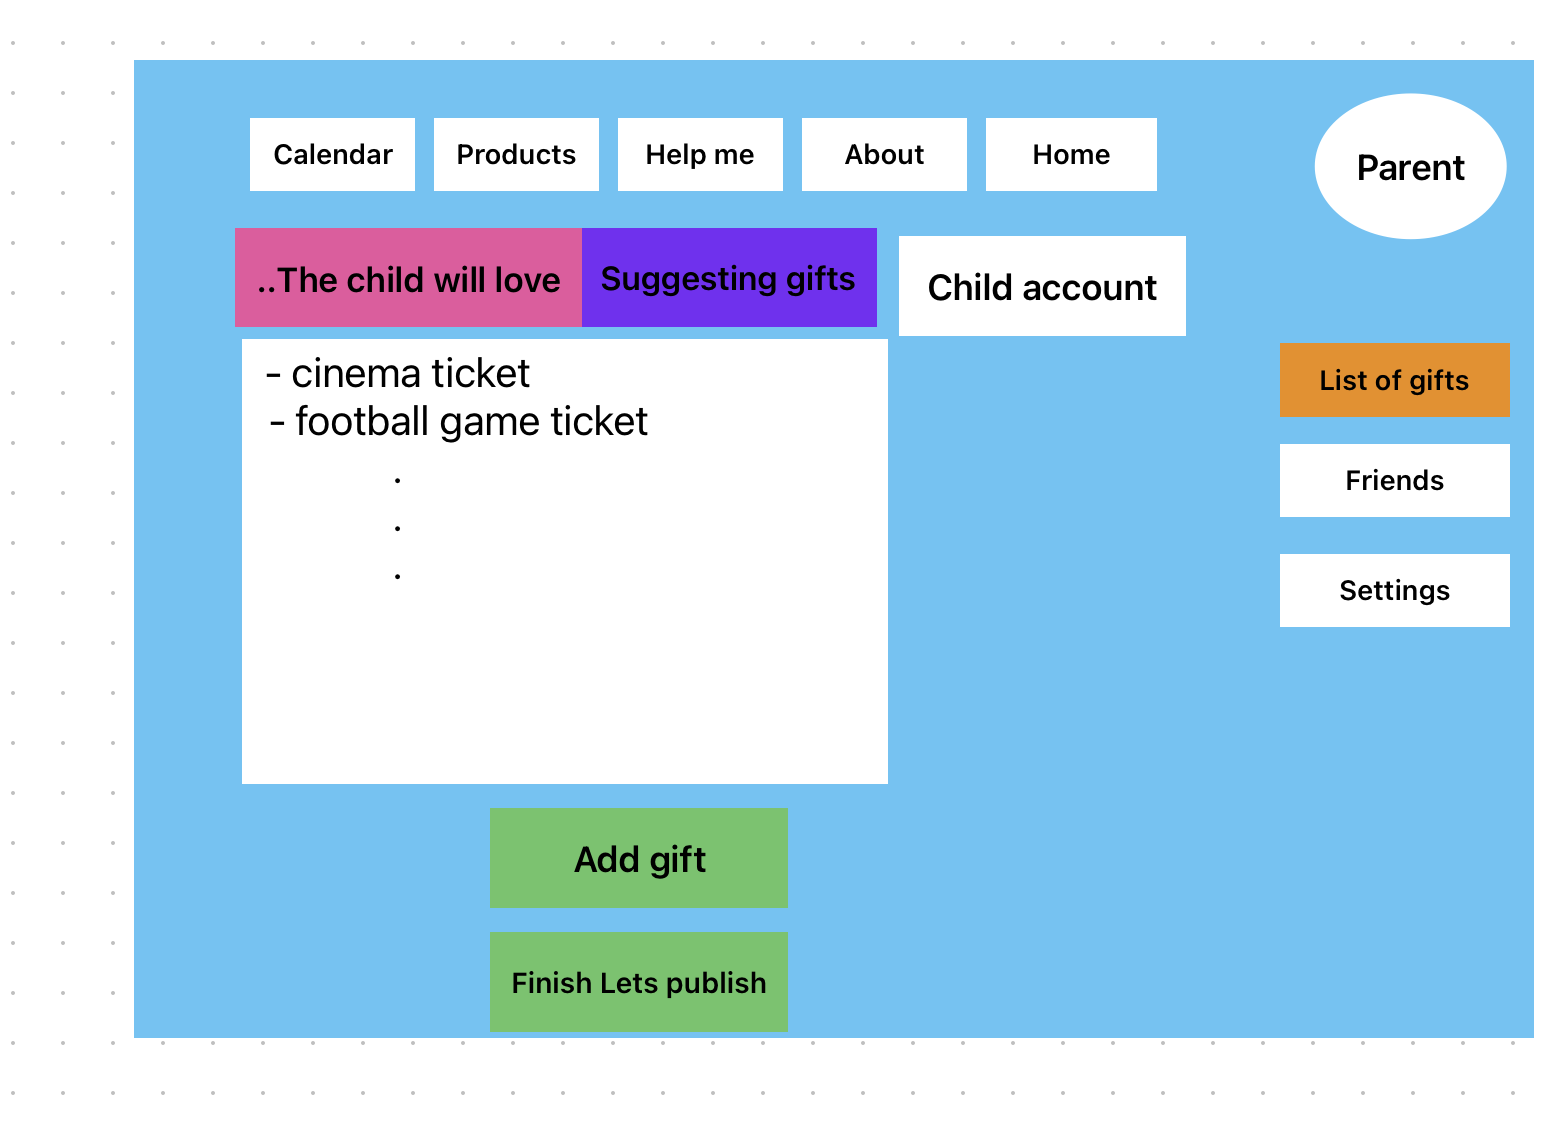 Calendar
Products
Help me
About
Home
Parent
..The child will love
Suggesting gifts
Child account
- cinema ticket
- football game ticket
.
.
.
List of gifts
Friends
Settings
Add gift
Finish Lets publish